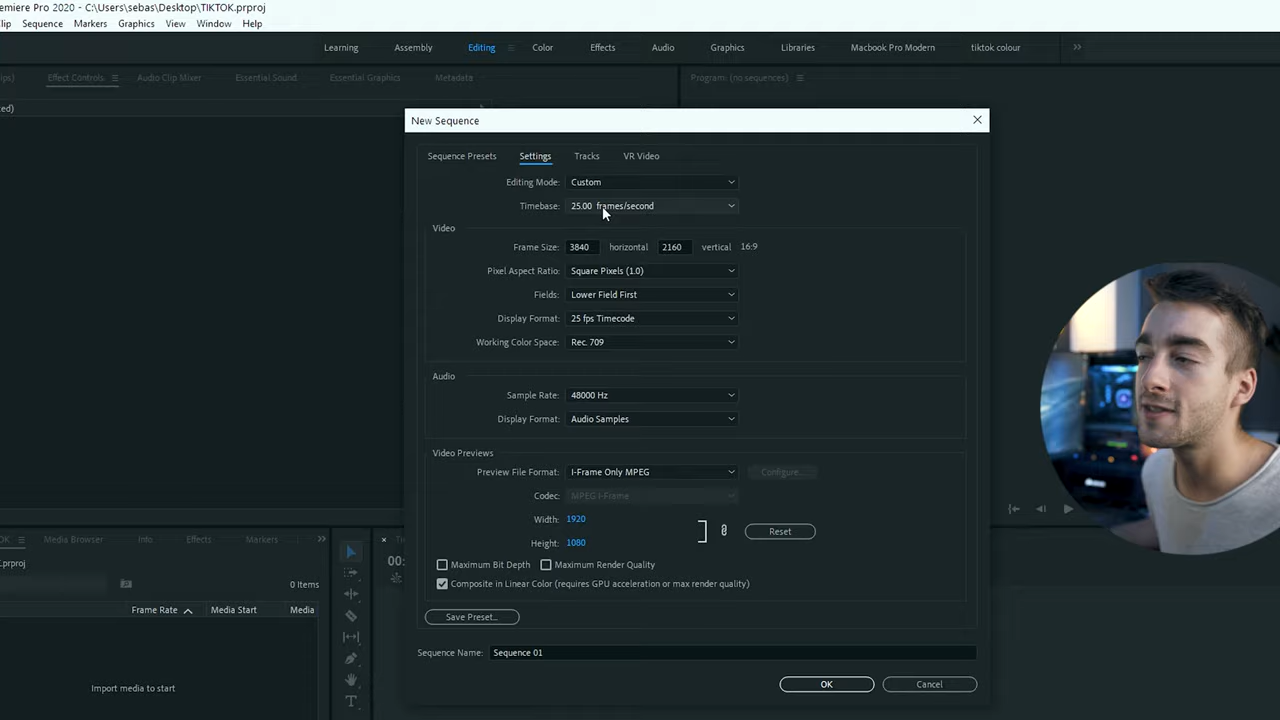 emiere Pro 2020 - C:\Users\sebas\Desktop\TIKTOK.prproj
lip Sequence Markers Graphics View Window Help
Learning Assembly Editing Color Effects Audio Graphics Libraries Macbook Pro Modern tiktok colour
ips) Effect Controls Audio Clip Mixer Essential Sound Essential Graphics Metadata Program: (no sequences)
ted)
New Sequence
Sequence Presets Settings Tracks VR Video
Editing Mode: Custom
Timebase: 25.00 frames/second
Video
Frame Size: 3840 horizontal 2160 vertical 16:9
Pixel Aspect Ratio: Square Pixels (1.0)
Fields: Lower Field First
Display Format: 25 fps Timecode
Working Color Space: Rec. 709
Audio
Sample Rate: 48000 Hz
Display Format: Audio Samples
Video Previews
Preview File Format: I-Frame Only MPEG Configure...
Codec: MPEG I-Frame
Width: 1920
Height: 1080
Reset
Maximum Bit Depth Maximum Render Quality
Composite in Linear Color (requires GPU acceleration or max render quality)
Save Preset...
Sequence Name: Sequence 01
OK Cancel
OK Media Browser Info Effects Markers
.prproj
00:
0 Items
Frame Rate Media Start Media
Import media to start